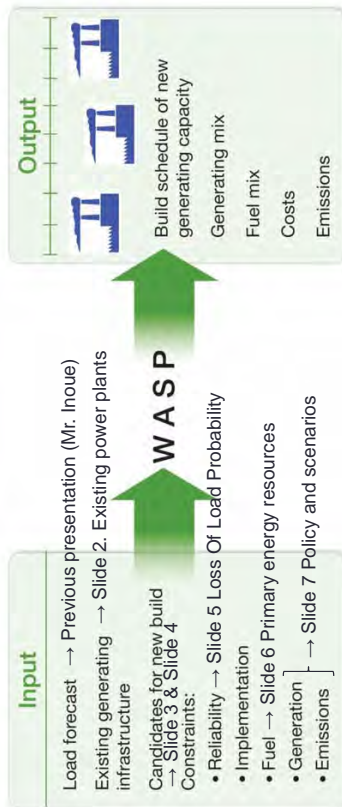 Input
Load forecast → Previous presentation (Mr. Inoue)
Existing generating → Slide 2. Existing power plants
infrastructure
Candidates for new build
→ Slide 3 & Slide 4
Constraints:
• Reliability → Slide 5 Loss Of Load Probability
• Implementation
• Fuel → Slide 6 Primary energy resources
• Generation
→ Slide 7 Policy and scenarios
• Emissions
WASP
Output
Build schedule of new
generating capacity
Generating mix
Fuel mix
Costs
Emissions